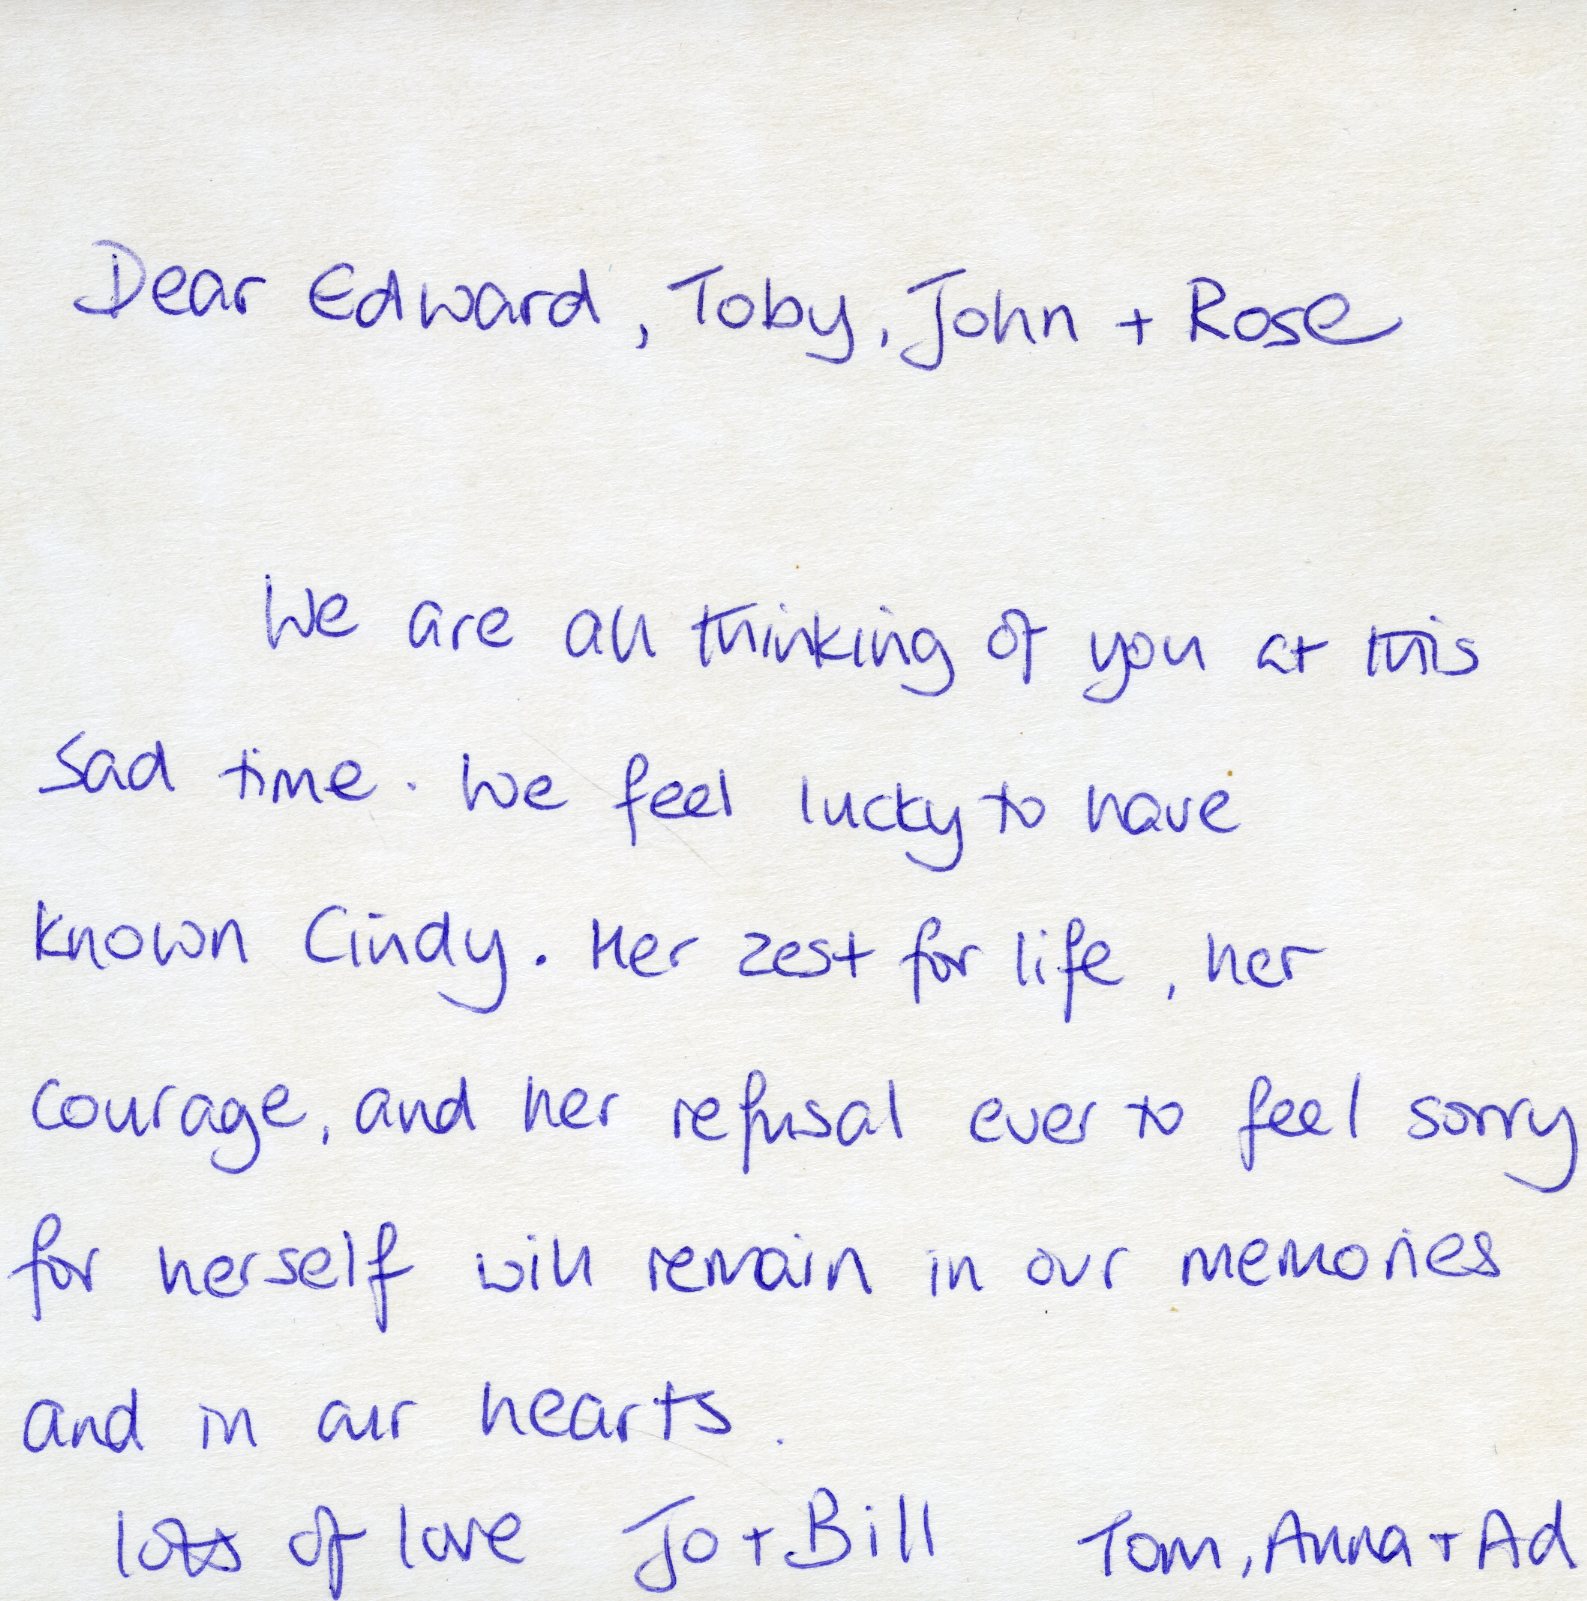 Dear Edward, Toby, John + Rose
We are all thinking of you at this
sad time. We feel lucky to have
known Cindy. Her zest for life, her
courage, and her refusal ever to feel sorry
for herself will remain in our memories
and in our hearts.
lots of love Jo + Bill Tom, Anna + Ad